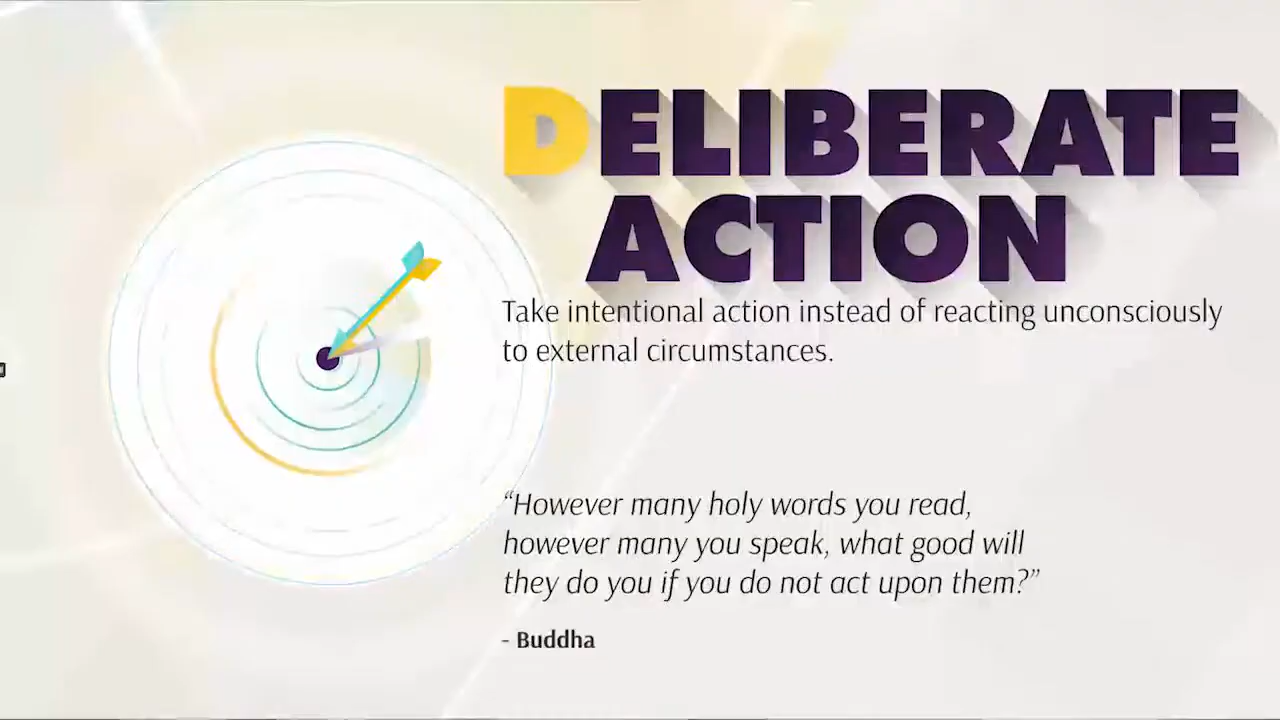 DELIBERATE
ACTION
Take intentional action instead of reacting unconsciously
to external circumstances.
“However many holy words you read,
however many you speak, what good will
they do you if you do not act upon them?”
- Buddha